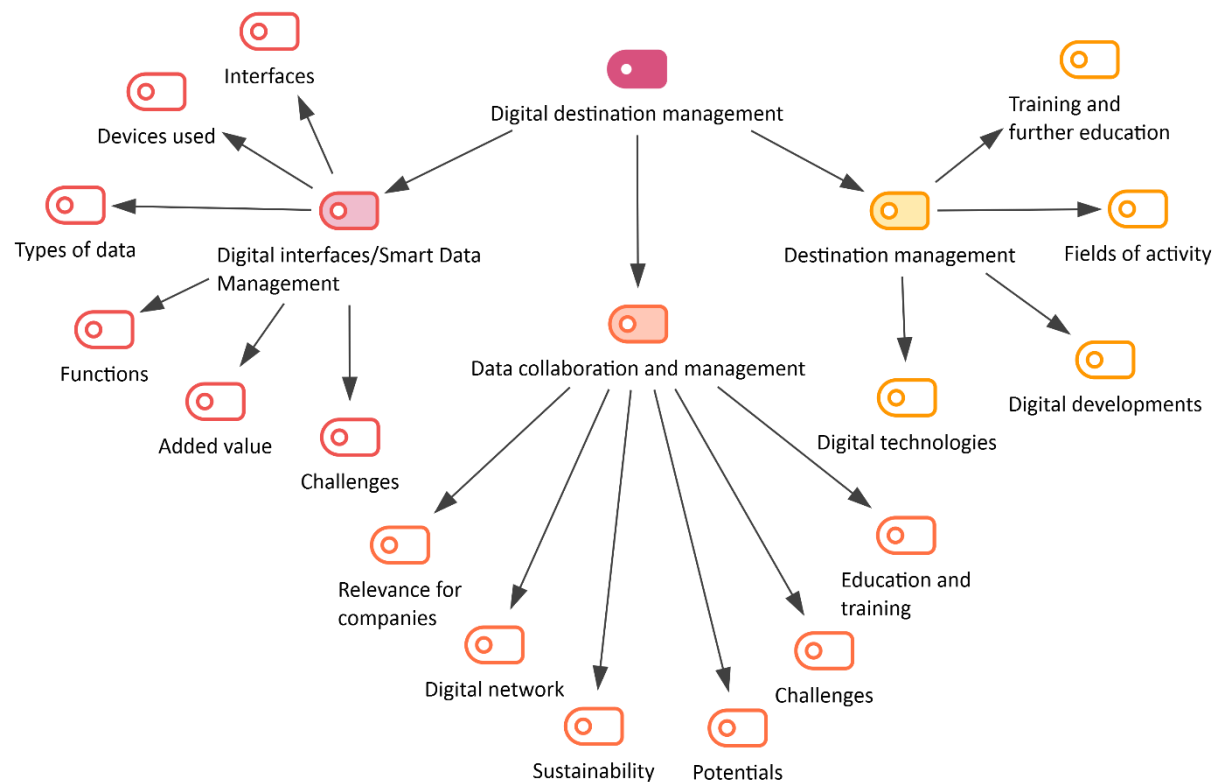 Interfaces
Digital destination management
Training and
further education
Devices used
Types of data
Digital interfaces/Smart Data
Management
Destination management
Fields of activity
Functions
Data collaboration and management
Added value
Digital technologies
Digital developments
Challenges
Relevance for
companies
Education and
training
Digital network
Challenges
Sustainability
Potentials